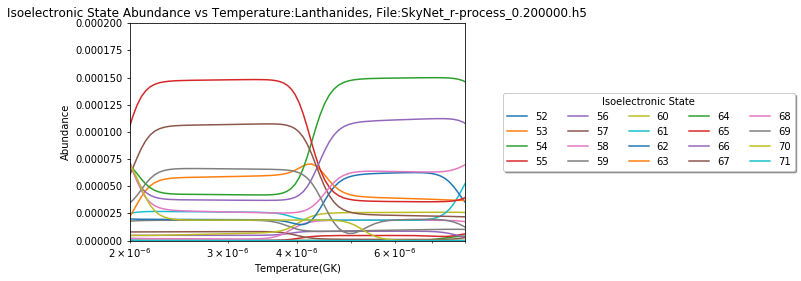 Isoelectronic State Abundance vs Temperature:Lanthanides, File:SkyNet_r-process_0.200000.h5
0.000200
0.000175
0.000150
0.000125
0.000100
0.000075
0.000050
0.000025
0.000000
Abundance
2 × 10⁻⁶ 3 × 10⁻⁶ 4 × 10⁻⁶ 6 × 10⁻⁶
Temperature(GK)
Isoelectronic State
52 56 60 64 68
53 57 61 65 69
54 58 62 66 70
55 59 63 67 71